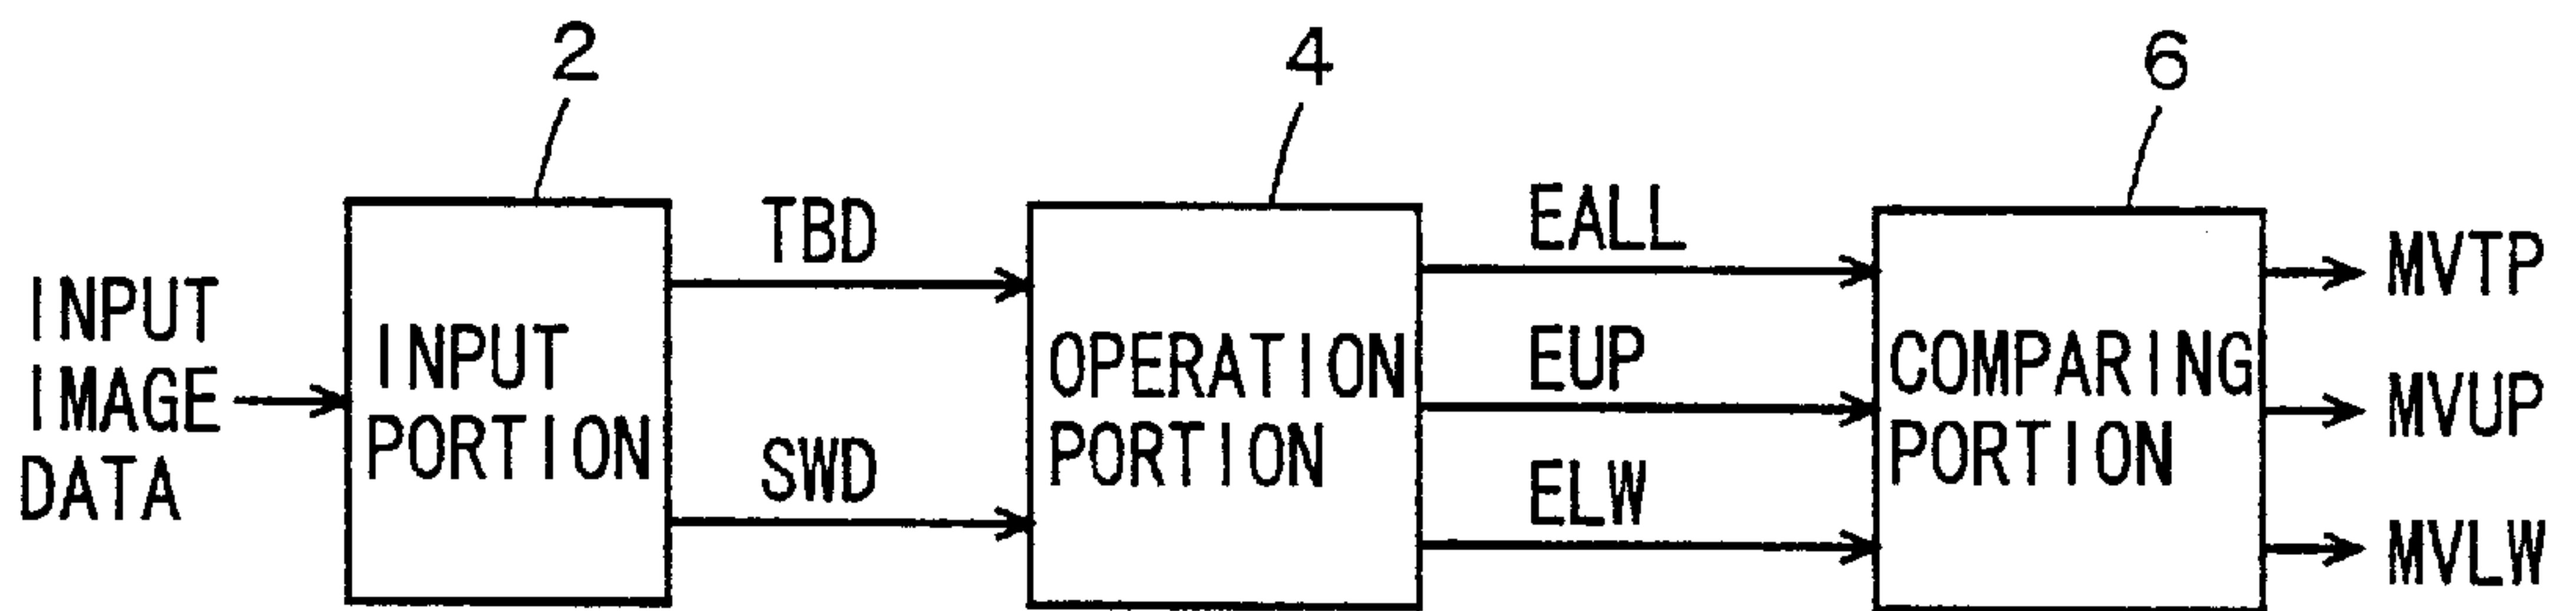 2
4
6
INPUT
IMAGE
DATA
INPUT
PORTION
TBD
SWD
OPERATION
PORTION
EALL
EUP
ELW
COMPARING
PORTION
MVTP
MVUP
MVLW